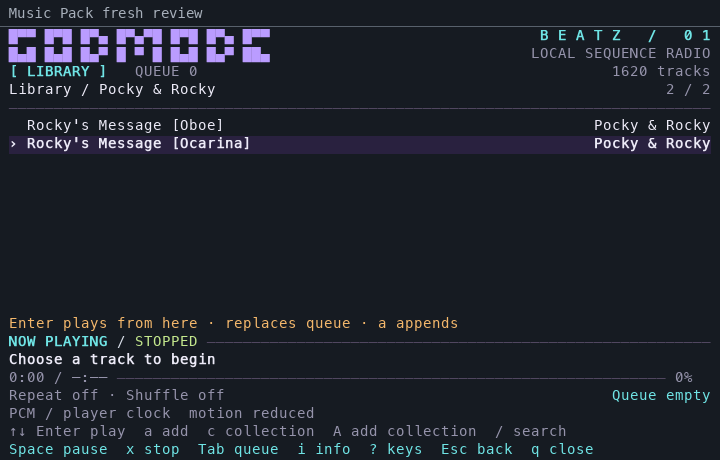 Music Pack fresh review
B E A T Z / 0 1
LOCAL SEQUENCE RADIO
[ LIBRARY ] QUEUE 0 1620 tracks
Library / Pocky & Rocky 2 / 2
Rocky's Message [Oboe] Pocky & Rocky
› Rocky's Message [Ocarina] Pocky & Rocky
Enter plays from here · replaces queue · a appends
NOW PLAYING / STOPPED
Choose a track to begin
0:00 / —:—— 0%
Repeat off · Shuffle off Queue empty
PCM / player clock motion reduced
↑↓ Enter play a add c collection A add collection / search
Space pause x stop Tab queue i info ? keys Esc back q close